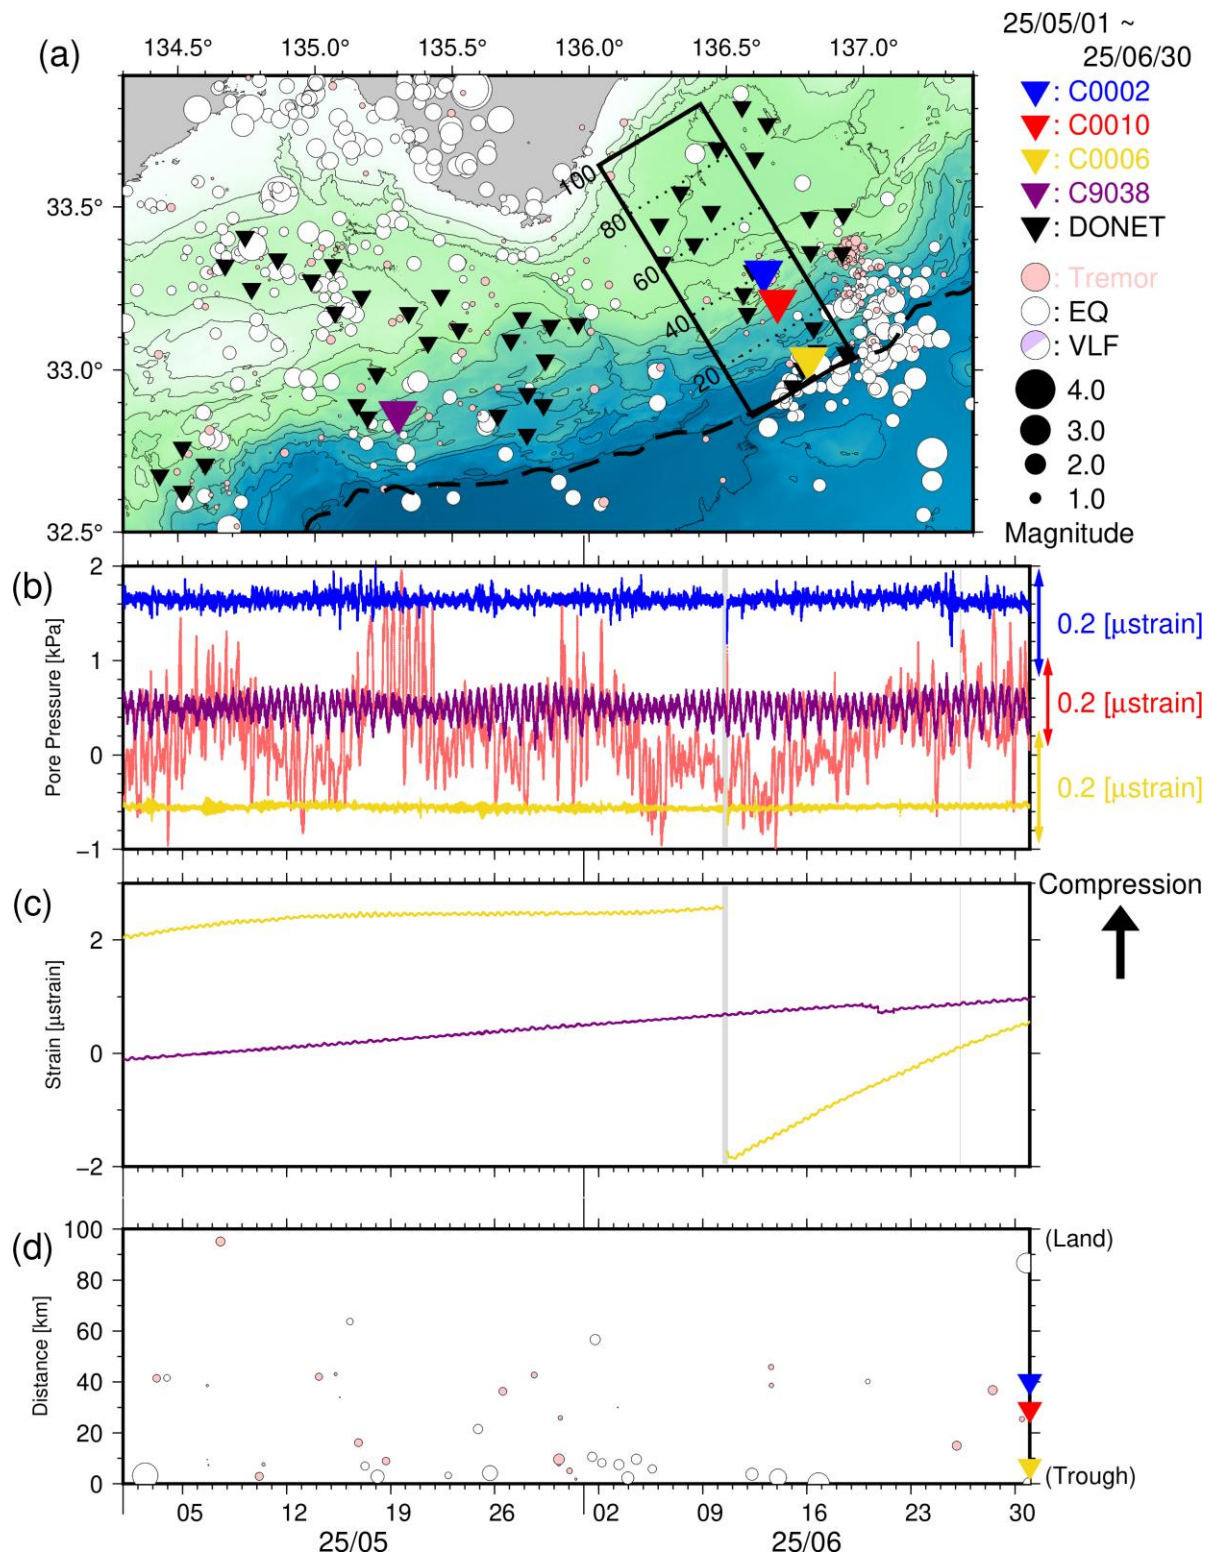 (a)
134.5° 135.0° 135.5° 136.0° 136.5° 137.0°
25/05/01 ~
25/06/30
: C0002
: C0010
: C0006
: C9038
: DONET
: Tremor
: EQ
: VLF
4.0
3.0
2.0
1.0
Magnitude
33.5°
33.0°
32.5°
100
80
60
40
20
(b)
Pore Pressure [kPa]
2
1
0
−1
0.2 [µstrain]
0.2 [µstrain]
0.2 [µstrain]
(c)
Strain [µstrain]
2
0
−2
Compression
(d)
Distance [km]
100
80
60
40
20
0
(Land)
(Trough)
05 12 19 26 02 09 16 23 30
25/05 25/06